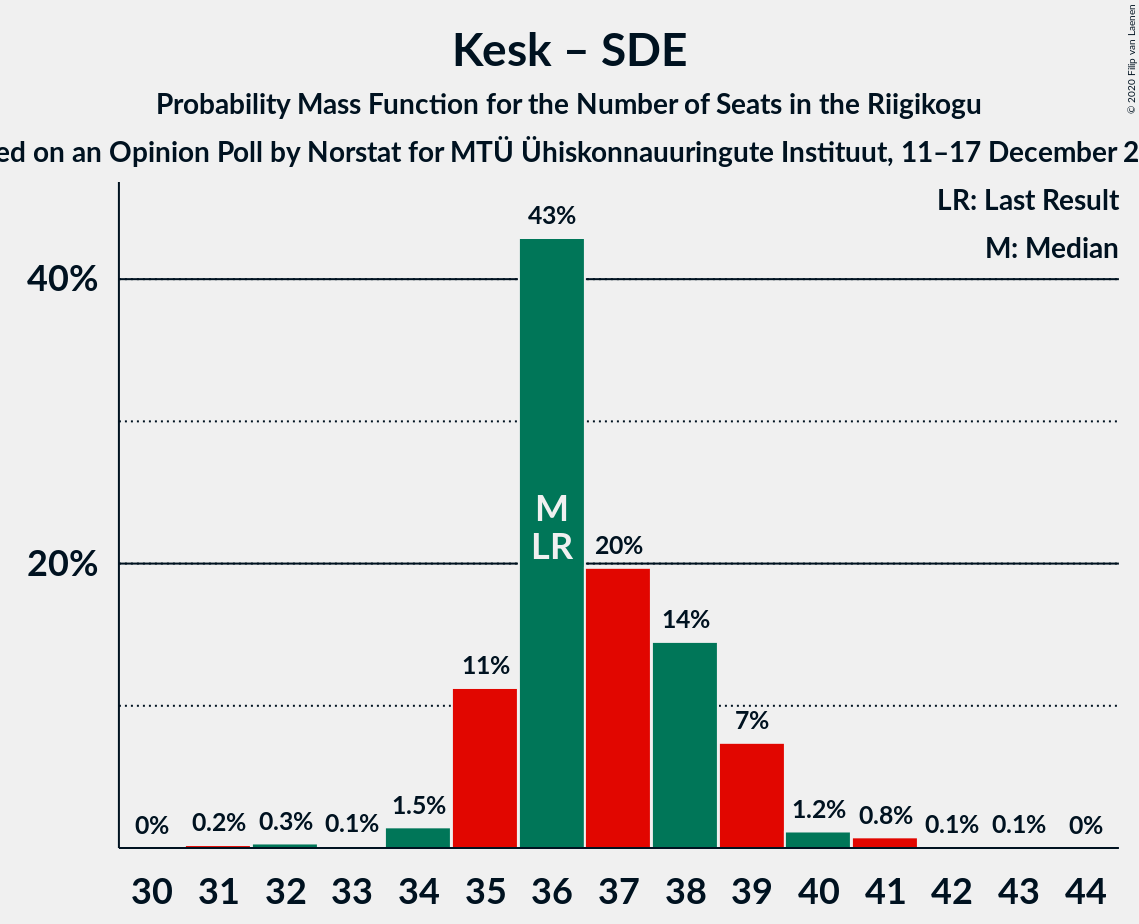 Kesk – SDE
Probability Mass Function for the Number of Seats in the Riigikogu
ed on an Opinion Poll by Norstat for MTÜ Ühiskonnauuringute Instituut, 11–17 December 2
© 2020 Filip van Laenen
LR: Last Result
M: Median
40%
20%
0%
0.2%
0.3%
0.1%
1.5%
11%
43%
M
LR
20%
14%
7%
1.2%
0.8%
0.1%
0.1%
0%
30 31 32 33 34 35 36 37 38 39 40 41 42 43 44